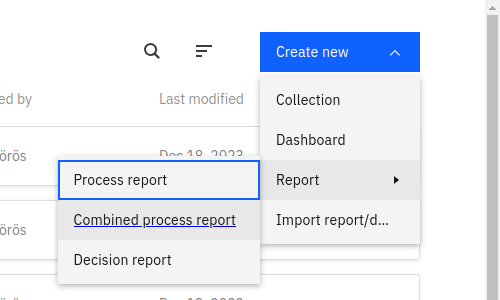 Create new
ed by
Last modified
Collection
Dashboard
örös
Dec 18, 2023
Process report
Report
Combined process report
Import report/d...
örös
Decision report